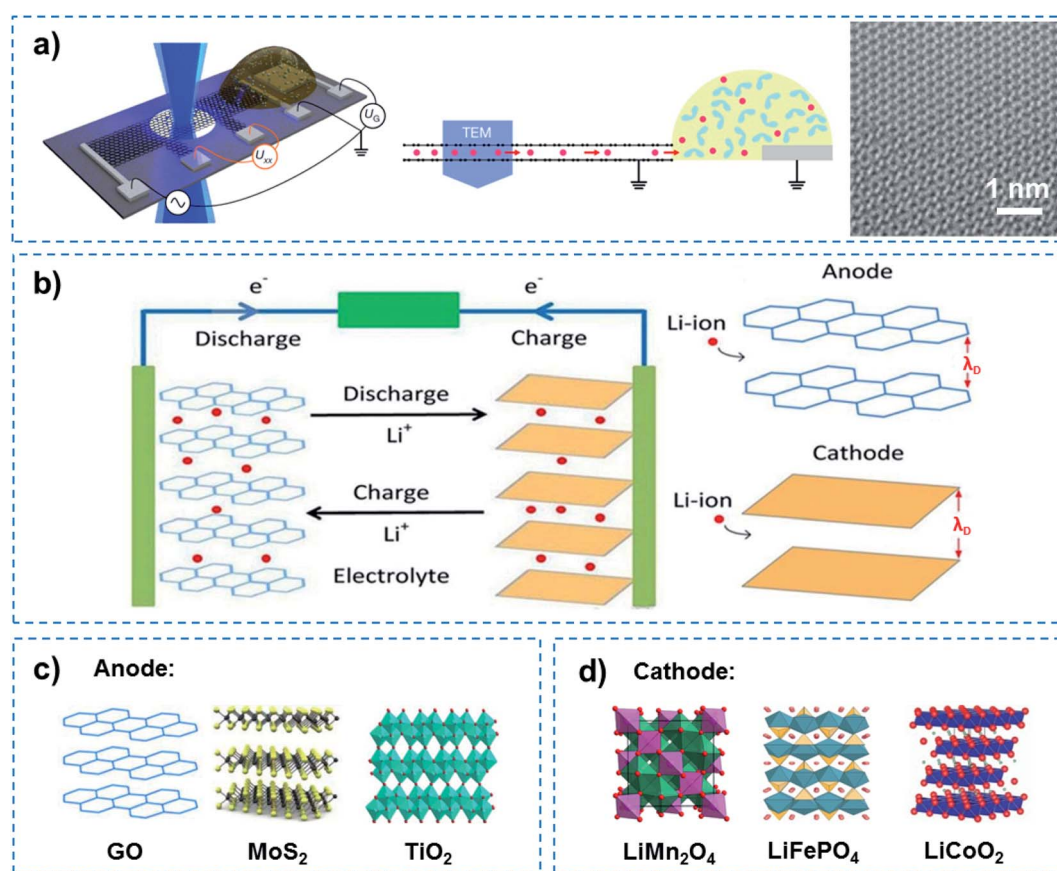 a)
U_G
U_xx
TEM
1 nm
b)
e⁻
e⁻
Discharge
Charge
Discharge
Li⁺
Charge
Li⁺
Electrolyte
Anode
Li-ion
λ_D
Cathode
Li-ion
λ_D
c) Anode:
GO MoS₂ TiO₂
d) Cathode:
LiMn₂O₄ LiFePO₄ LiCoO₂